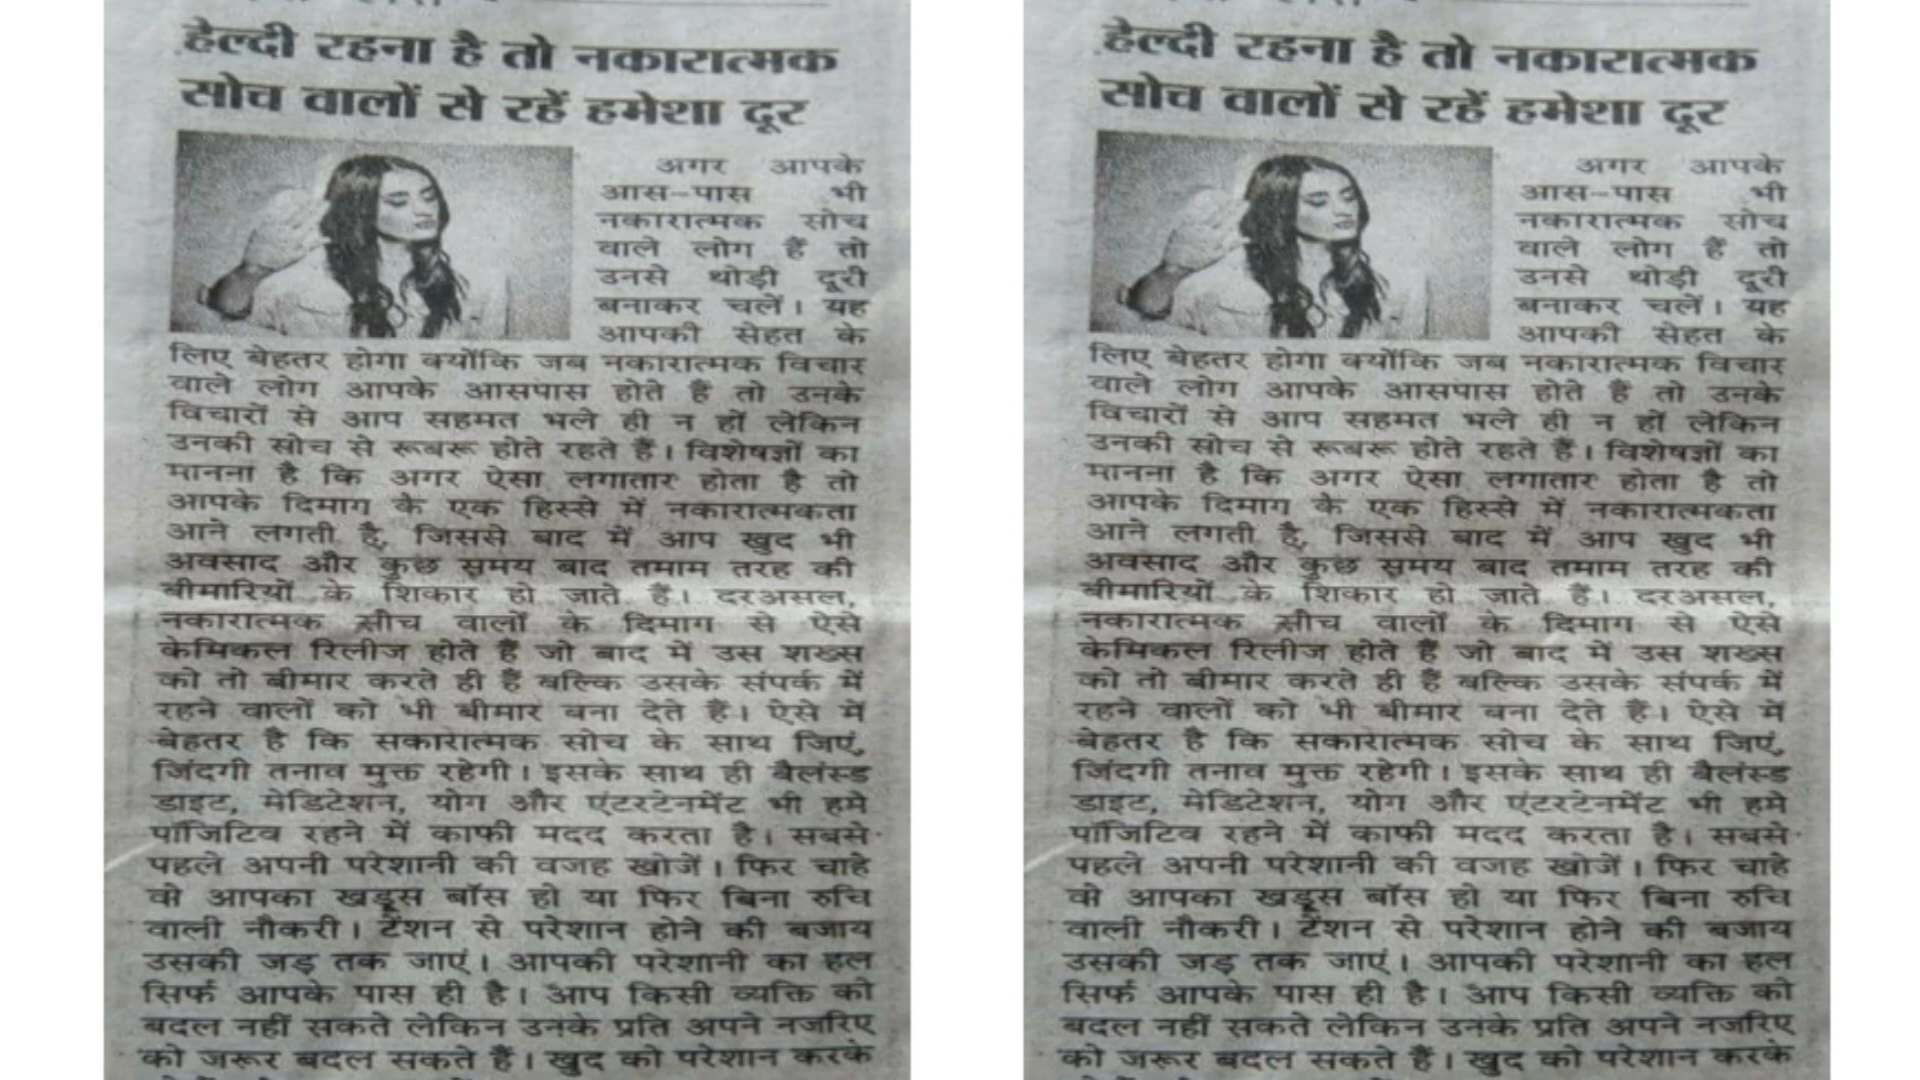 हेल्दी रहना है तो नकारात्मक
सोच वालों से रहें हमेशा दूर
अगर आपके
आस-पास भी
नकारात्मक सोच
वाले लोग हैं तो
उनसे थोड़ी दूरी
बनाकर चलें। यह
आपकी सेहत के
लिए बेहतर होगा क्योंकि जब नकारात्मक विचार
वाले लोग आपके आसपास होते हैं तो उनके
विचारों से आप सहमत भले ही न हों लेकिन
उनकी सोच से रूबरू होते रहते हैं। विशेषज्ञों का
मानना है कि अगर ऐसा लगातार होता है तो
आपके दिमाग के एक हिस्से में नकारात्मकता
आने लगती है, जिससे बाद में आप खुद भी
अवसाद और कुछ समय बाद तमाम तरह की
बीमारियों के शिकार हो जाते हैं। दरअसल,
नकारात्मक सोच वालों के दिमाग से ऐसे
केमिकल रिलीज होते हैं जो बाद में उस शख्स
को तो बीमार करते ही हैं बल्कि उसके संपर्क में
रहने वालों को भी बीमार बना देते हैं। ऐसे में
बेहतर है कि सकारात्मक सोच के साथ जिएं,
जिंदगी तनाव मुक्त रहेगी। इसके साथ ही बैलंस्ड
डाइट, मेडिटेशन, योग और एंटरटेनमेंट भी हमे
पॉजिटिव रहने में काफी मदद करता है। सबसे
पहले अपनी परेशानी की वजह खोजें। फिर चाहे
वो आपका खडूस बॉस हो या फिर बिना रुचि
वाली नौकरी। टेंशन से परेशान होने की बजाय
उसकी जड़ तक जाएं। आपकी परेशानी का हल
सिर्फ आपके पास ही है। आप किसी व्यक्ति को
बदल नहीं सकते लेकिन उनके प्रति अपने नजरिए
को जरूर बदल सकते हैं। खुद को परेशान करके
हेल्दी रहना है तो नकारात्मक
सोच वालों से रहें हमेशा दूर
अगर आपके
आस-पास भी
नकारात्मक सोच
वाले लोग हैं तो
उनसे थोड़ी दूरी
बनाकर चलें। यह
आपकी सेहत के
लिए बेहतर होगा क्योंकि जब नकारात्मक विचार
वाले लोग आपके आसपास होते हैं तो उनके
विचारों से आप सहमत भले ही न हों लेकिन
उनकी सोच से रूबरू होते रहते हैं। विशेषज्ञों का
मानना है कि अगर ऐसा लगातार होता है तो
आपके दिमाग के एक हिस्से में नकारात्मकता
आने लगती है, जिससे बाद में आप खुद भी
अवसाद और कुछ समय बाद तमाम तरह की
बीमारियों के शिकार हो जाते हैं। दरअसल,
नकारात्मक सोच वालों के दिमाग से ऐसे
केमिकल रिलीज होते हैं जो बाद में उस शख्स
को तो बीमार करते ही हैं बल्कि उसके संपर्क में
रहने वालों को भी बीमार बना देते हैं। ऐसे में
बेहतर है कि सकारात्मक सोच के साथ जिएं,
जिंदगी तनाव मुक्त रहेगी। इसके साथ ही बैलंस्ड
डाइट, मेडिटेशन, योग और एंटरटेनमेंट भी हमे
पॉजिटिव रहने में काफी मदद करता है। सबसे
पहले अपनी परेशानी की वजह खोजें। फिर चाहे
वो आपका खडूस बॉस हो या फिर बिना रुचि
वाली नौकरी। टेंशन से परेशान होने की बजाय
उसकी जड़ तक जाएं। आपकी परेशानी का हल
सिर्फ आपके पास ही है। आप किसी व्यक्ति को
बदल नहीं सकते लेकिन उनके प्रति अपने नजरिए
को जरूर बदल सकते हैं। खुद को परेशान करके